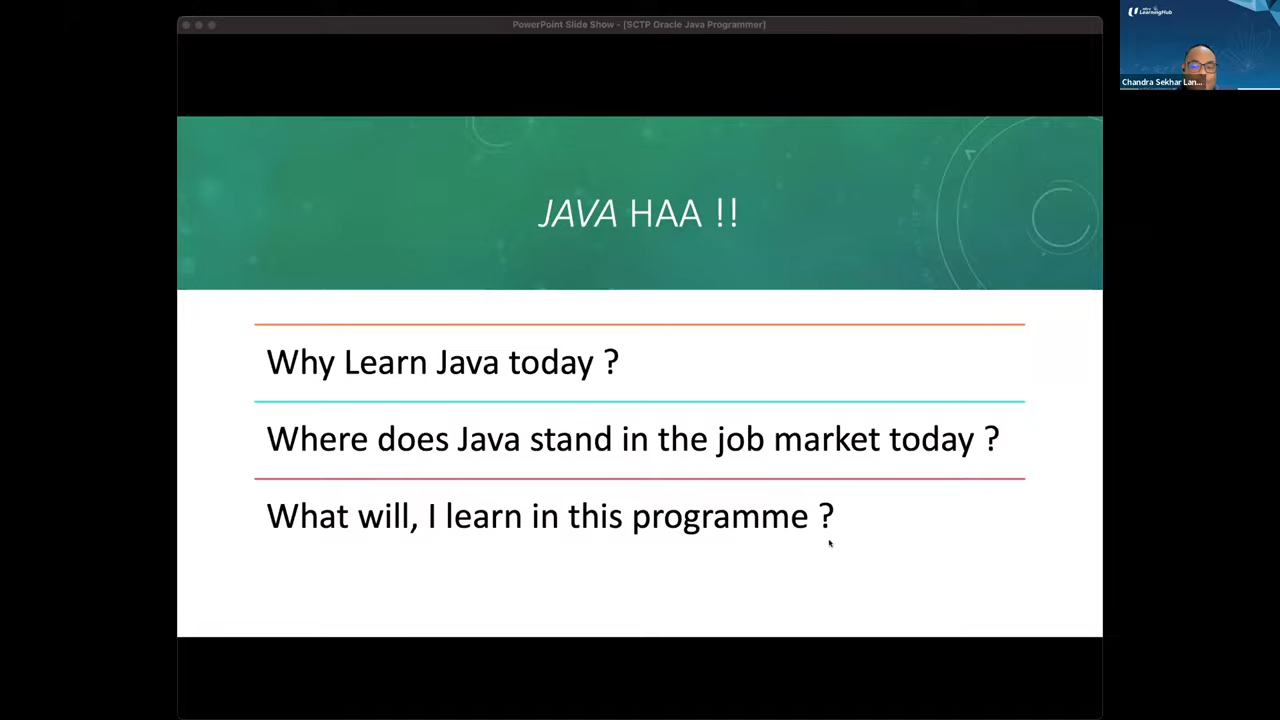 PowerPoint Slide Show - [SCTP Oracle Java Programmer]
LearningHub
Chandra Sekhar Lan...
JAVA HAA !!
Why Learn Java today ?
Where does Java stand in the job market today ?
What will, I learn in this programme ?